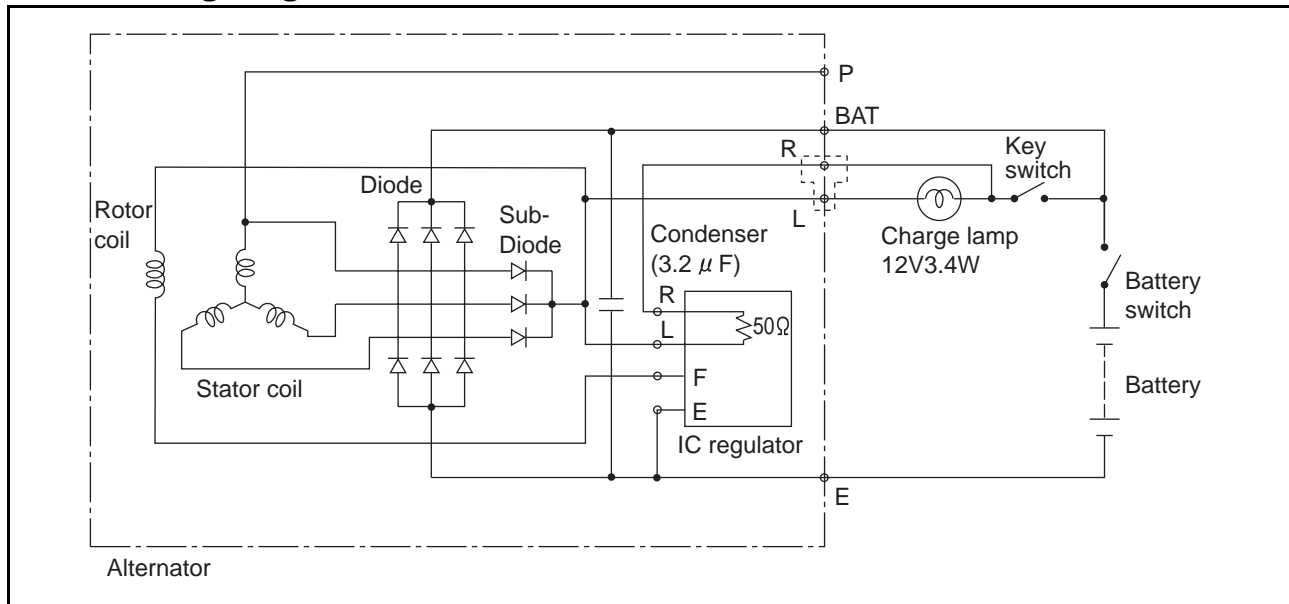 P
BAT
R
Key
switch
Diode
Rotor
coil
Sub-
Diode
L
Condenser
(3.2 μ F)
Charge lamp
12V3.4W
Battery
switch
R
L
50Ω
F
Stator coil
Battery
E
IC regulator
E
Alternator